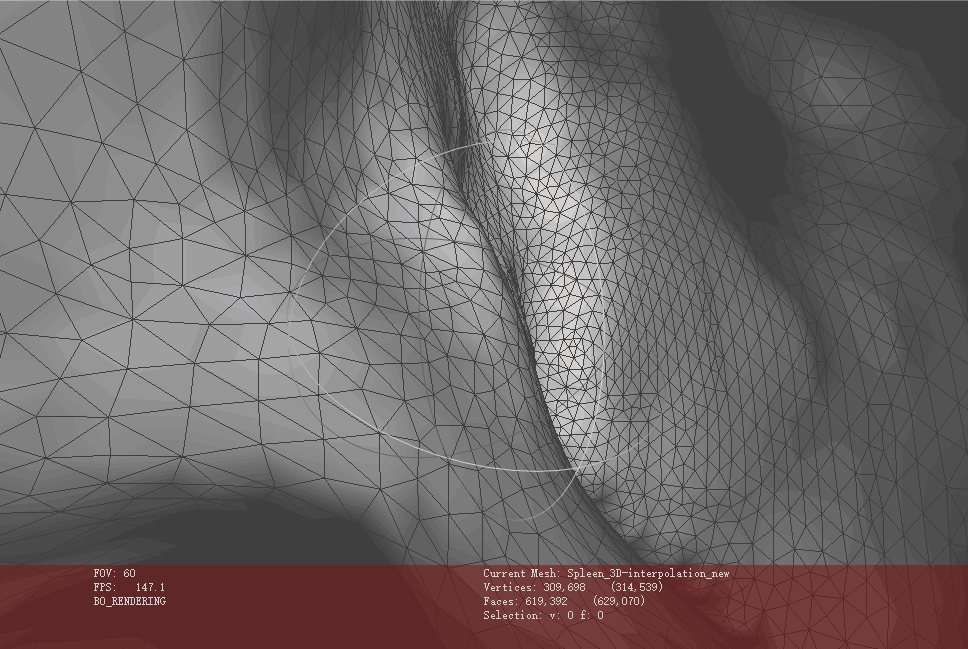 FOV: 60
FPS: 147.1
BO_RENDERING
Current Mesh: Spleen_3D-interpolation_new
Vertices: 309,698 (314,539)
Faces: 619,392 (629,070)
Selection: v: 0 f: 0